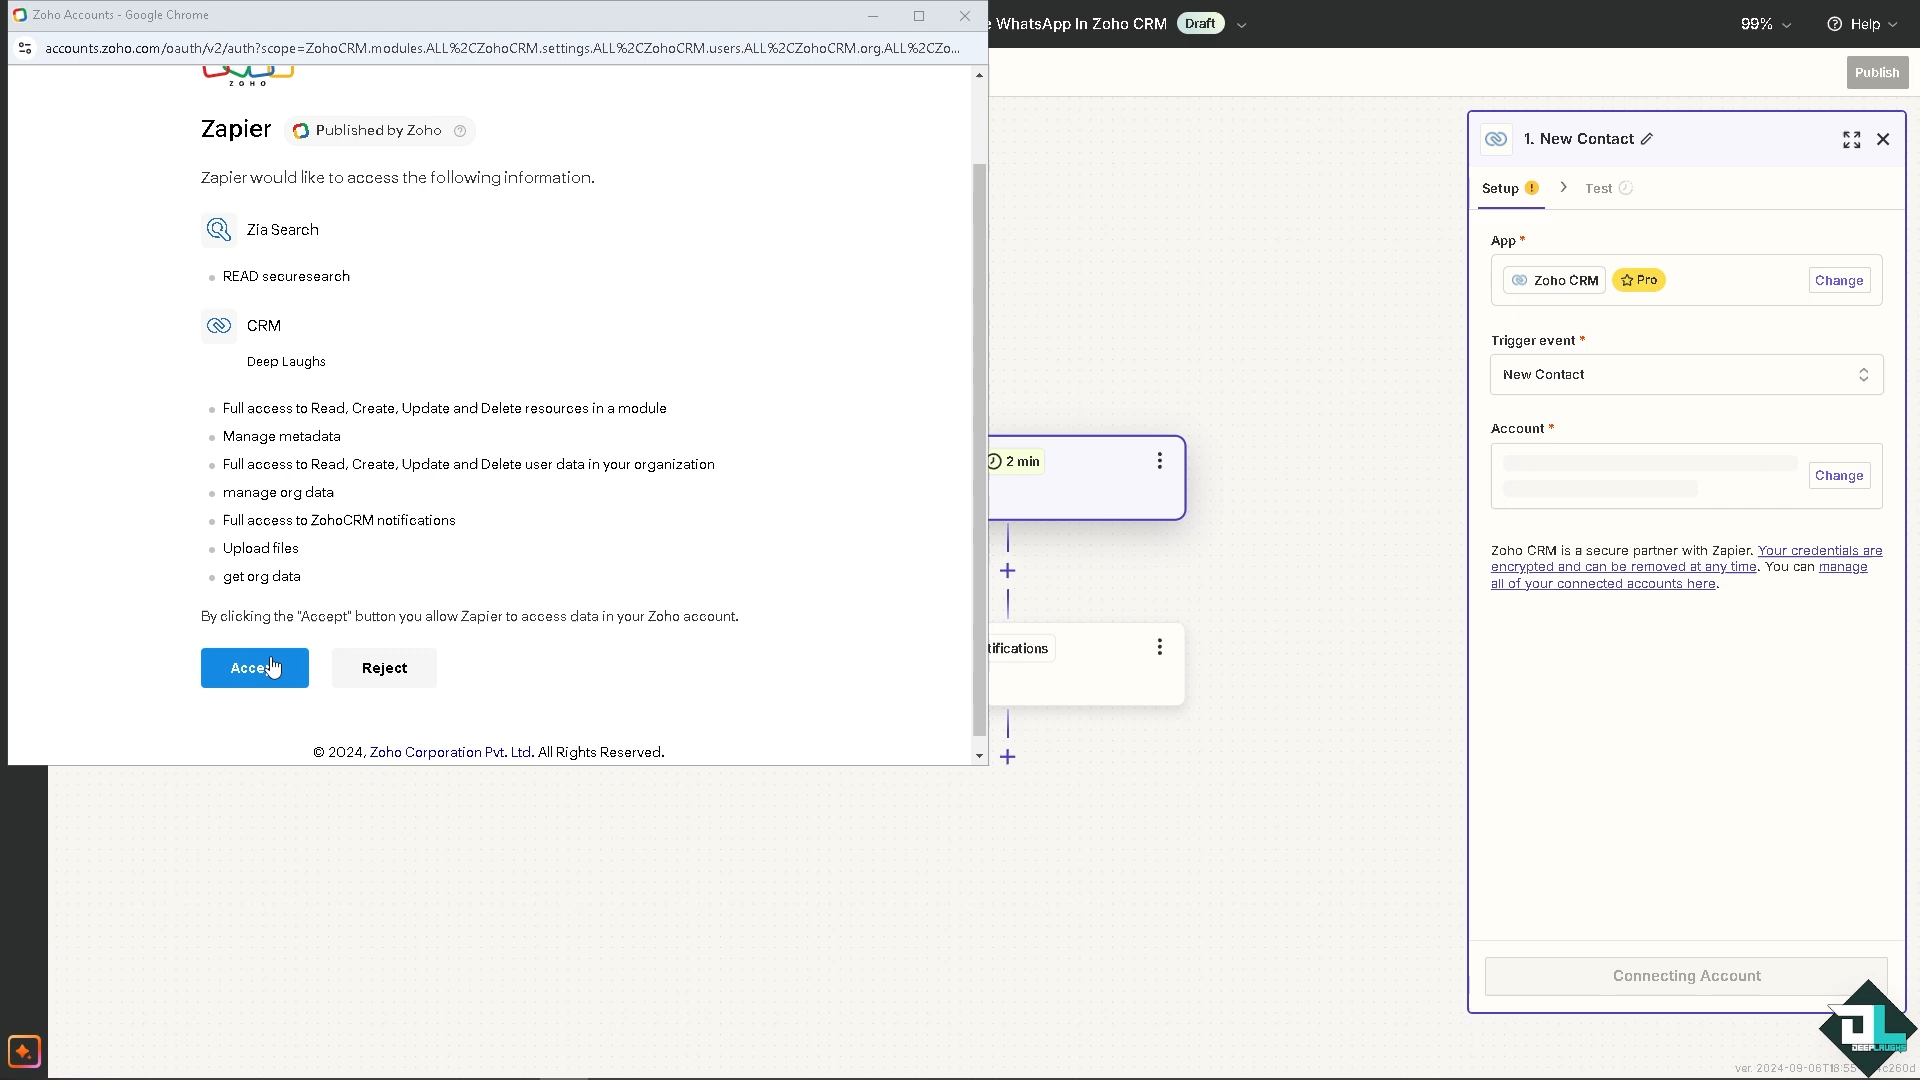 Zoho Accounts - Google Chrome
accounts.zoho.com/oauth/v2/auth?scope=ZohoCRM.modules.ALL%2CZohoCRM.settings.ALL%2CZohoCRM.users.ALL%2CZohoCRM.org.ALL%2CZo...
WhatsApp In Zoho CRM
Draft
99%
Help
Publish
ZOHO
Zapier
Published by Zoho
Zapier would like to access the following information.
Zia Search
READ securesearch
CRM
Deep Laughs
Full access to Read, Create, Update and Delete resources in a module
Manage metadata
Full access to Read, Create, Update and Delete user data in your organization
manage org data
Full access to ZohoCRM notifications
Upload files
get org data
By clicking the "Accept" button you allow Zapier to access data in your Zoho account.
Reject
© 2024, Zoho Corporation Pvt. Ltd. All Rights Reserved.
2 min
tifications
1. New Contact
Setup
Test
App *
Zoho CRM
Pro
Change
Trigger event *
New Contact
Account *
Change
Zoho CRM is a secure partner with Zapier. Your credentials are
encrypted and can be removed at any time. You can manage
all of your connected accounts here.
Connecting Account
DEEPLAUGHS
ver. 2024-09-06T18:55
c260d